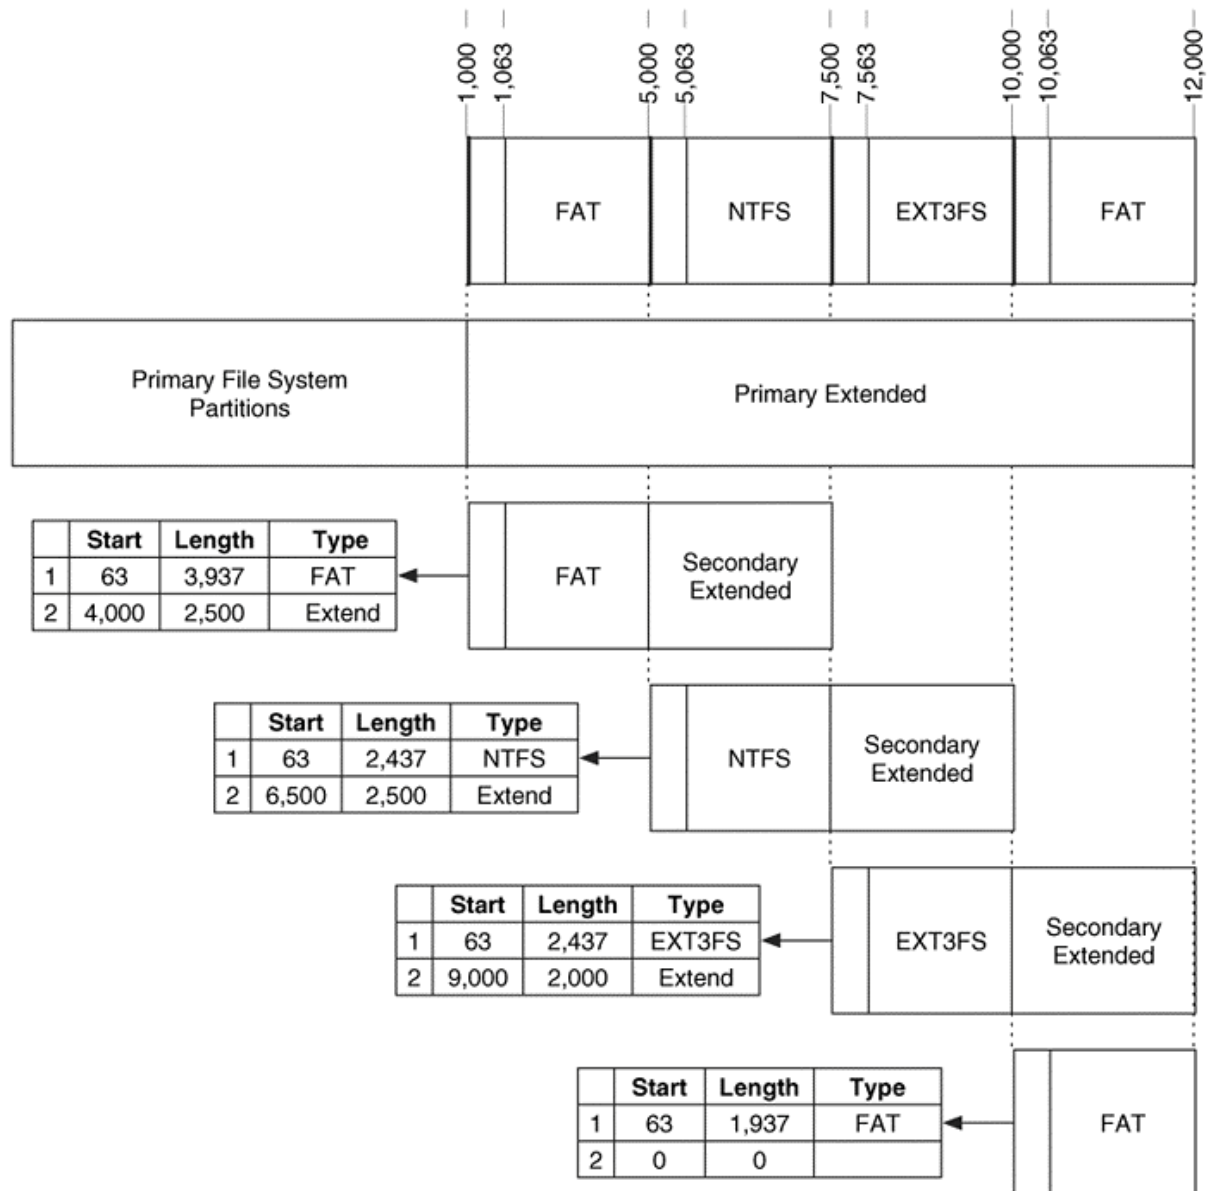 1,000 1,063 5,000 5,063 7,500 7,563 10,000 10,063 12,000
FAT NTFS EXT3FS FAT
Primary File System
Partitions
Primary Extended
Start Length Type
1 63 3,937 FAT
2 4,000 2,500 Extend
FAT
Secondary
Extended
Start Length Type
1 63 2,437 NTFS
2 6,500 2,500 Extend
NTFS
Secondary
Extended
Start Length Type
1 63 2,437 EXT3FS
2 9,000 2,000 Extend
EXT3FS
Secondary
Extended
Start Length Type
1 63 1,937 FAT
2 0 0
FAT